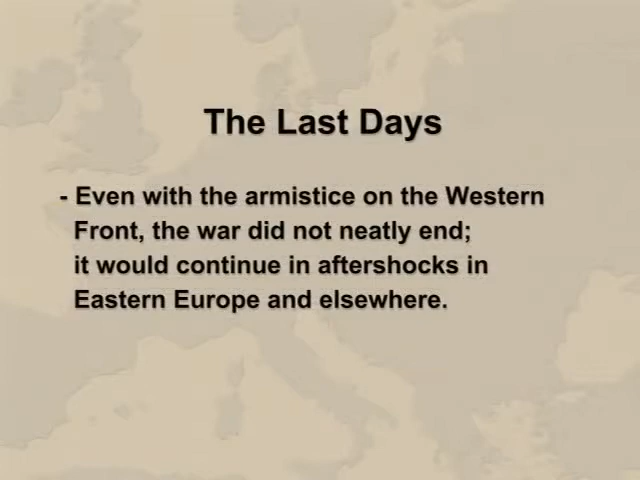 The Last Days
- Even with the armistice on the Western
Front, the war did not neatly end;
it would continue in aftershocks in
Eastern Europe and elsewhere.